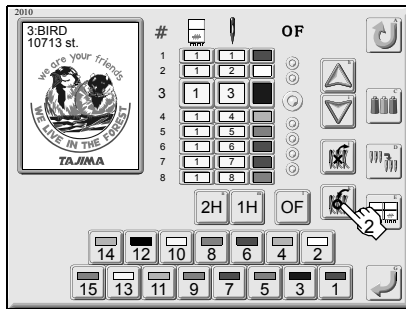 2010
3:BIRD
10713 st.
we are your friends
WE LIVE IN THE FOREST
TAJIMA
# OF
1 1 1
2 1 2
3 1 3
4 1 4
5 1 5
6 1 6
7 1 7
8 1 8
2H 1H OF
2
14 12 10 8 6 4 2
15 13 11 9 7 5 3 1